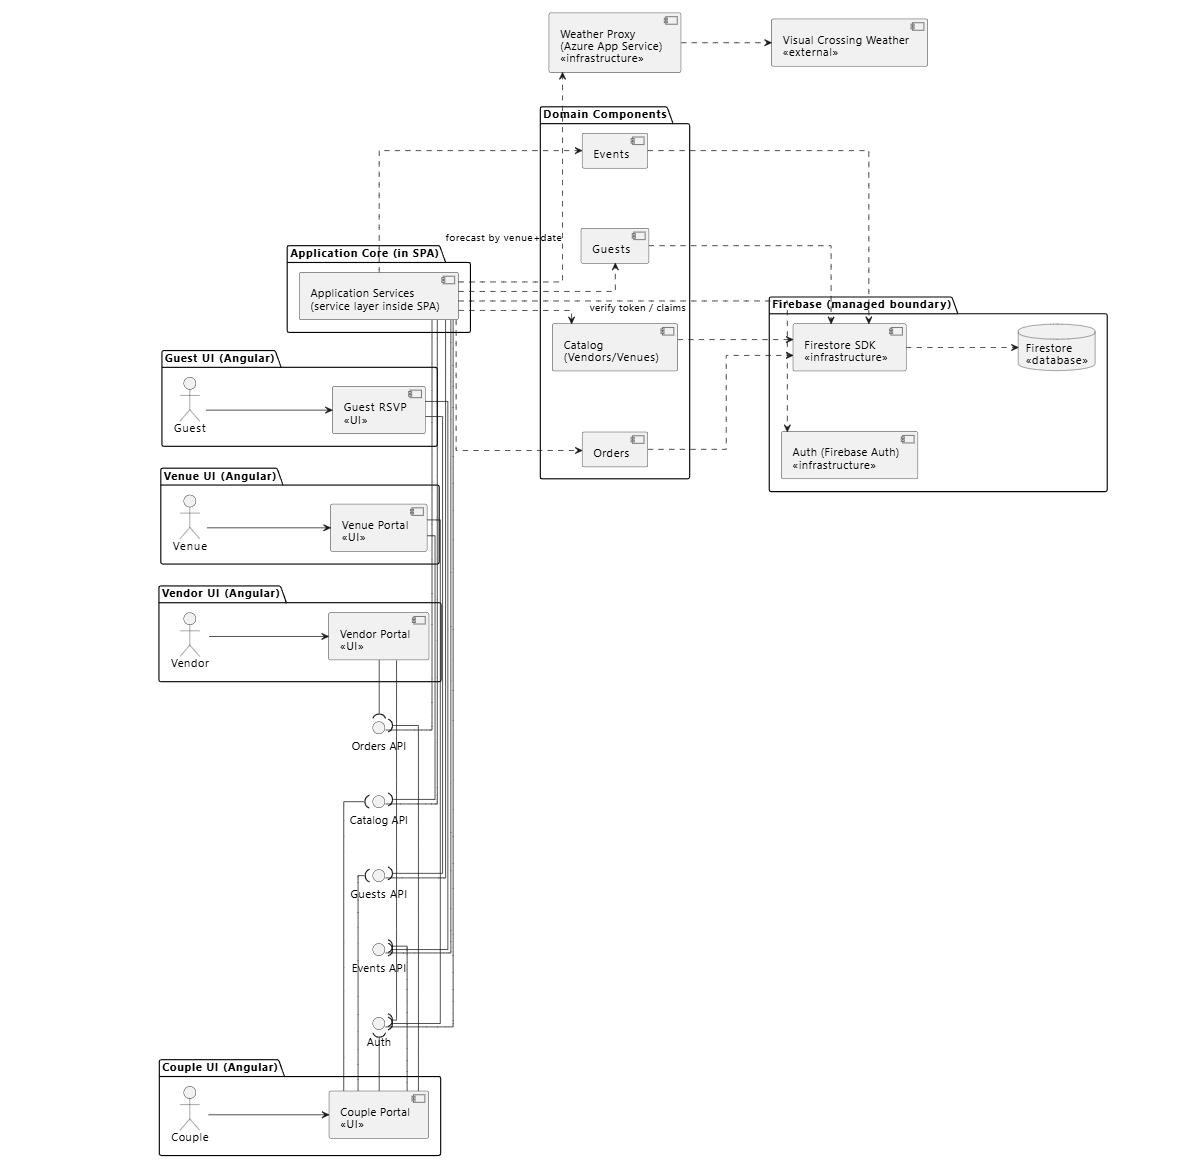 Weather Proxy
(Azure App Service)
«infrastructure»
Visual Crossing Weather
«external»
Domain Components
Events
forecast by venue+date
Guests
Application Core (in SPA)
Application Services
(service layer inside SPA)
verify token / claims
Catalog
(Vendors/Venues)
Orders
Firebase (managed boundary)
Firestore SDK
«infrastructure»
Firestore
«database»
Auth (Firebase Auth)
«infrastructure»
Guest UI (Angular)
Guest
Guest RSVP
«UI»
Venue UI (Angular)
Venue
Venue Portal
«UI»
Vendor UI (Angular)
Vendor
Vendor Portal
«UI»
Orders API
Catalog API
Guests API
Events API
Auth
Couple UI (Angular)
Couple
Couple Portal
«UI»